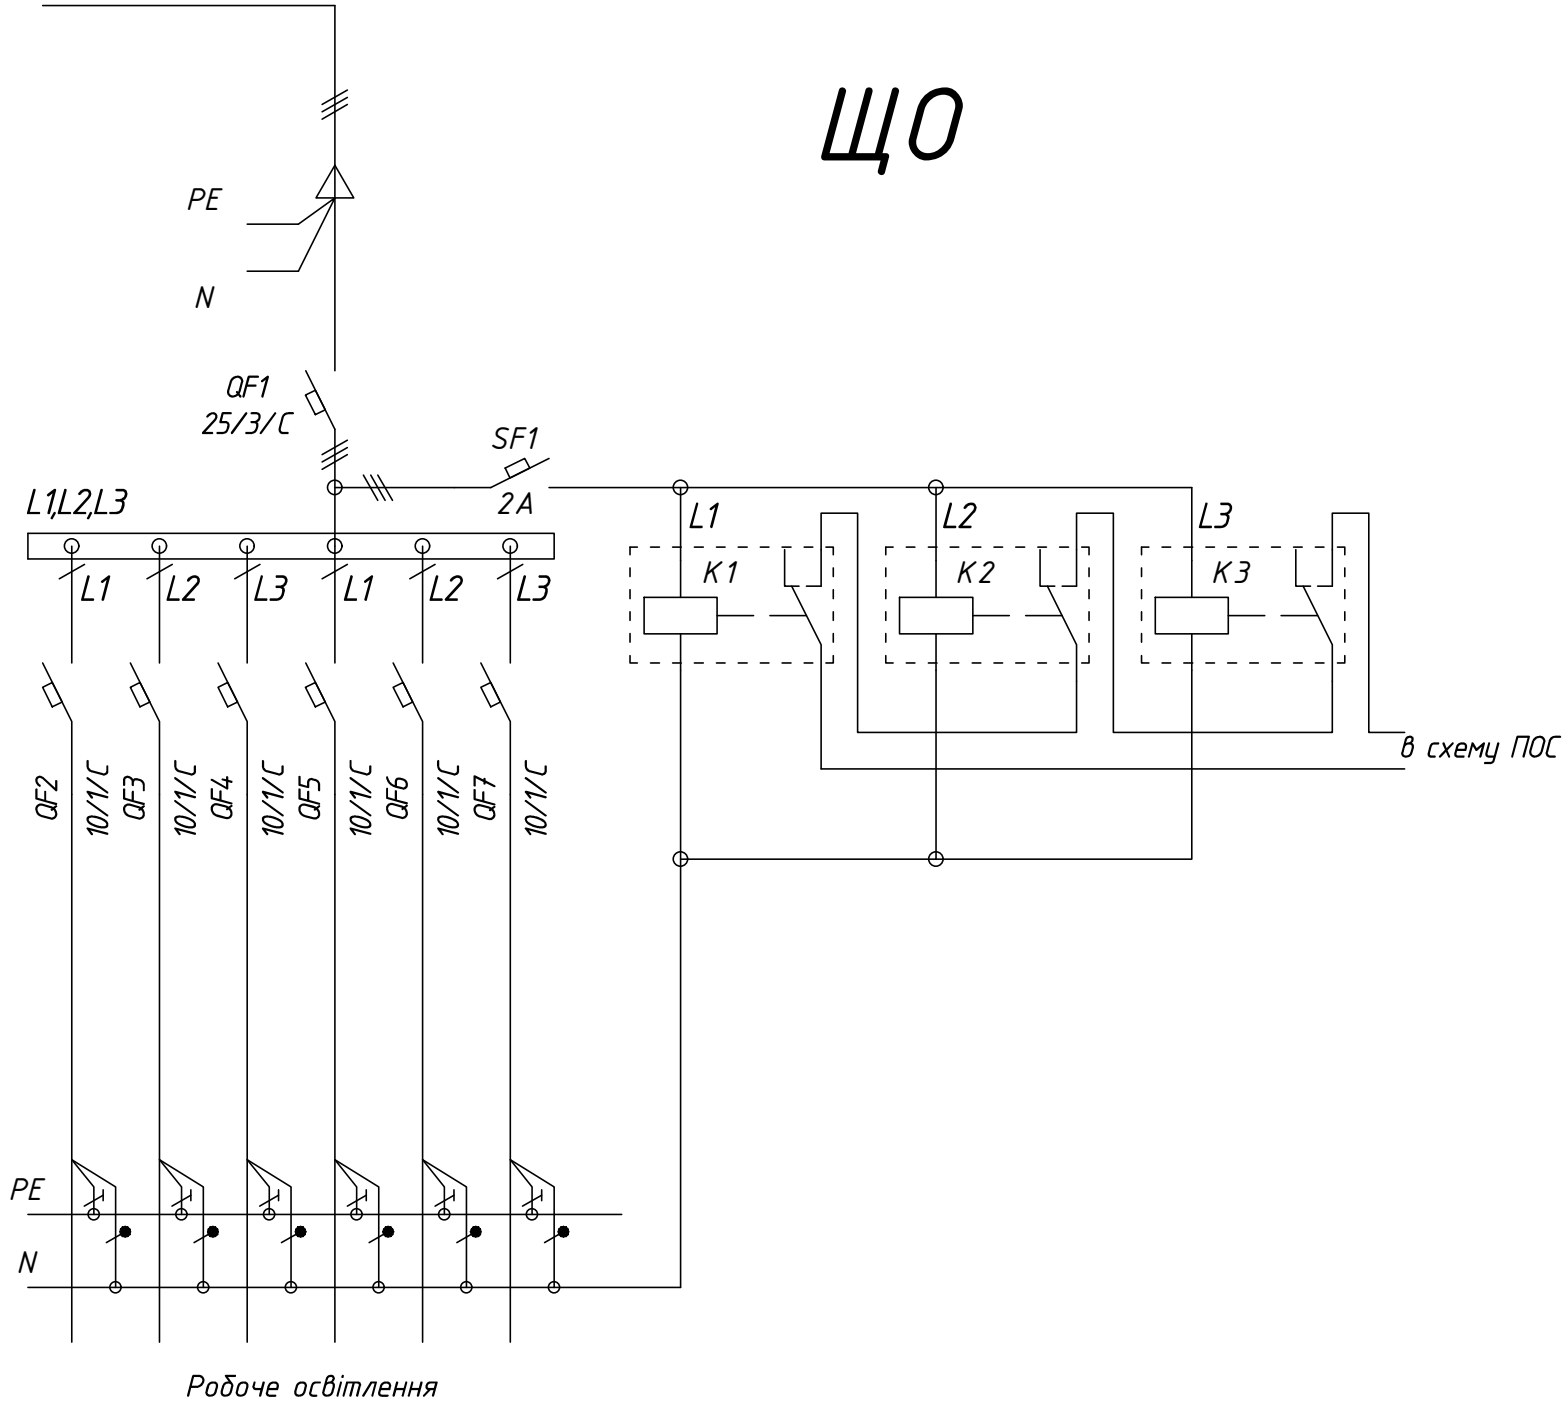 ЩО
PE
N
QF1
25/3/C
SF1
2A
L1,L2,L3
L1
L2
L3
L1
L2
L3
L1
L2
L3
K1
K2
K3
в схему ПОС
QF2
10/1/C
QF3
10/1/C
QF4
10/1/C
QF5
10/1/C
QF6
10/1/C
QF7
10/1/C
PE
N
Робоче освітлення